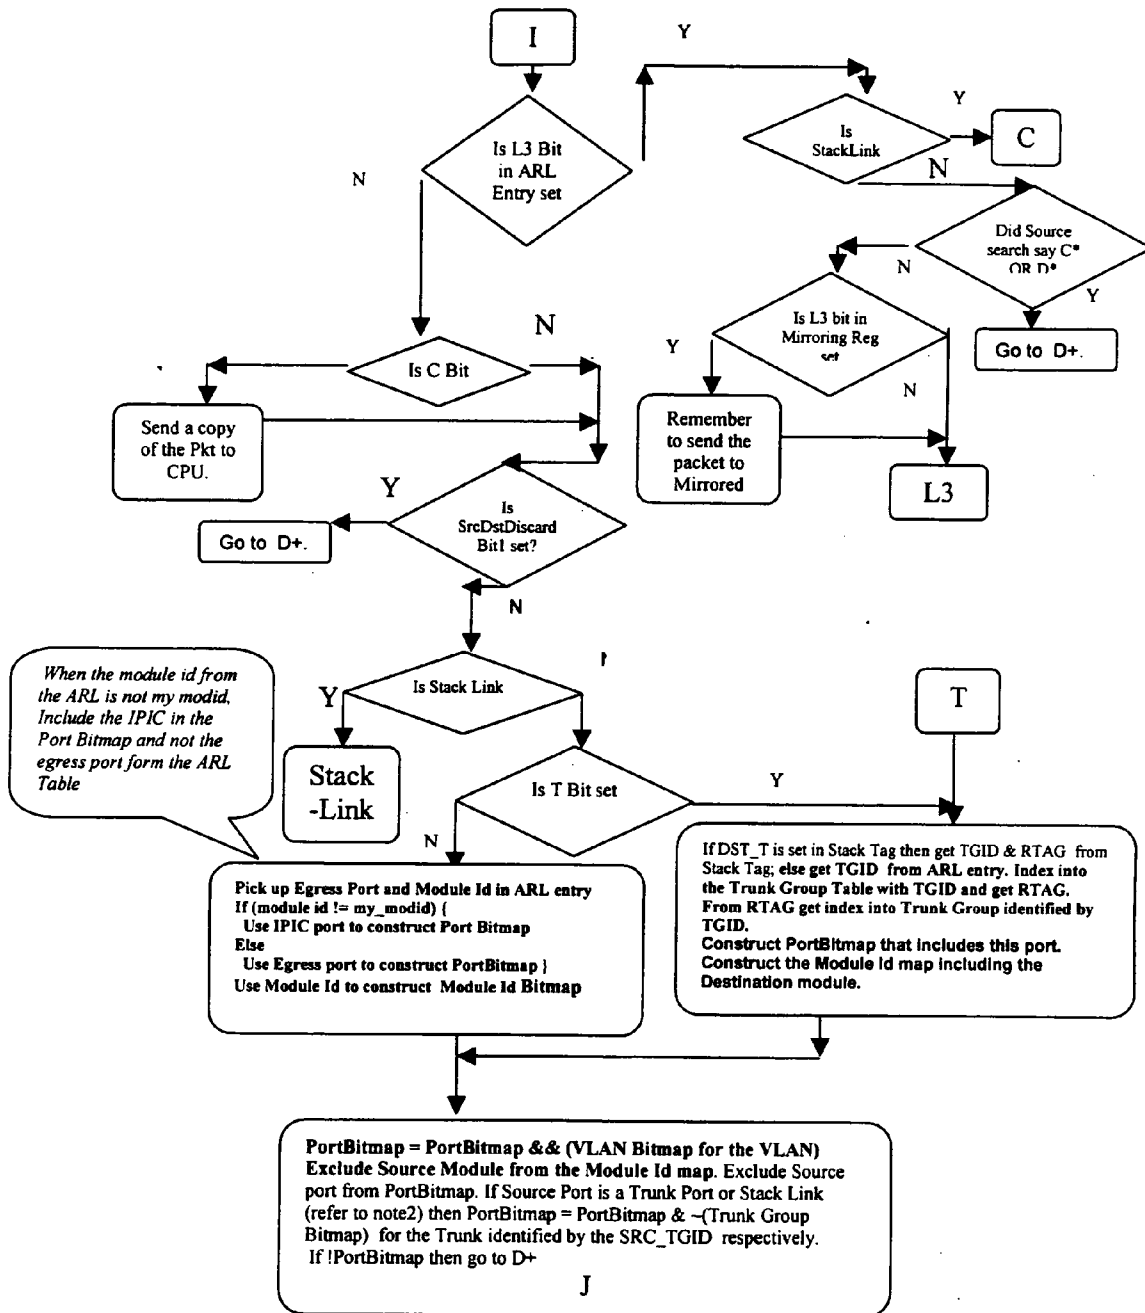 I
Y
Is L3 Bit
in ARL
Entry set
N
Is
StackLink
Y
C
N
Did Source
search say C*
OR D*
N
Y
Go to D+.
Is L3 bit in
Mirroring Reg
set
Y
N
Remember
to send the
packet to
Mirrored
L3
N
Is C Bit
Send a copy
of the Pkt to
CPU.
Y
Is
SrcDstDiscard
Bit1 set?
Go to D+.
N
When the module id from
the ARL is not my modid,
Include the IPIC in the
Port Bitmap and not the
egress port form the ARL
Table
Is Stack Link
Y
Stack
-Link
T
Is T Bit set
Y
N
Pick up Egress Port and Module Id in ARL entry
If (module id != my_modid) {
Use IPIC port to construct Port Bitmap
Else
Use Egress port to construct PortBitmap }
Use Module Id to construct Module Id Bitmap
If DST_T is set in Stack Tag then get TGID & RTAG from
Stack Tag; else get TGID from ARL entry. Index into
the Trunk Group Table with TGID and get RTAG.
From RTAG get index into Trunk Group identified by
TGID.
Construct PortBitmap that includes this port.
Construct the Module Id map including the
Destination module.
PortBitmap = PortBitmap && (VLAN Bitmap for the VLAN)
Exclude Source Module from the Module Id map. Exclude Source
port from PortBitmap. If Source Port is a Trunk Port or Stack Link
(refer to note2) then PortBitmap = PortBitmap & ~(Trunk Group
Bitmap) for the Trunk identified by the SRC_TGID respectively.
If !PortBitmap then go to D+
J